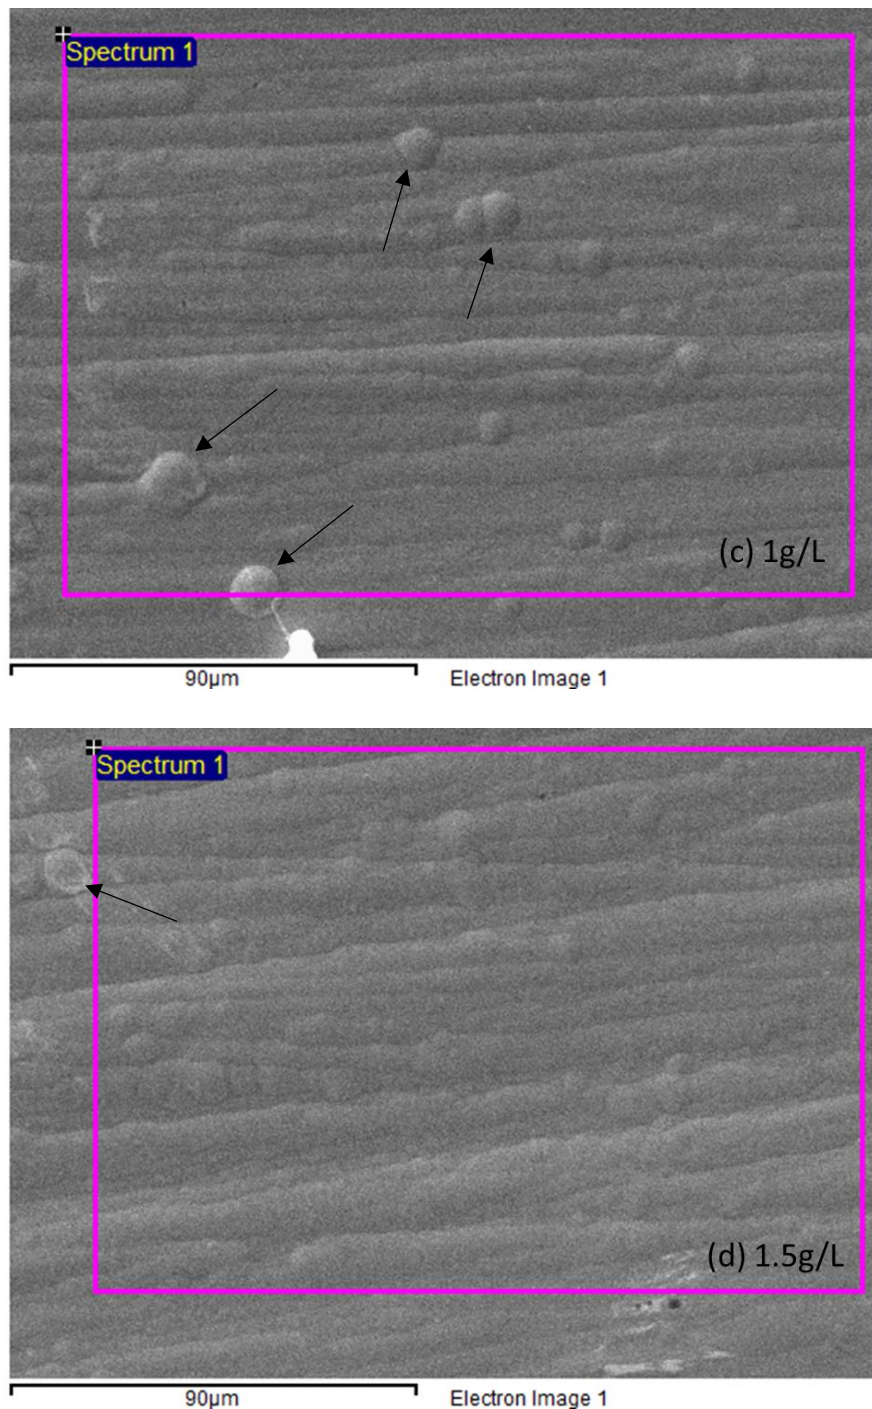 Spectrum 1
(c) 1g/L
90µm Electron Image 1
Spectrum 1
(d) 1.5g/L
90µm Electron Image 1